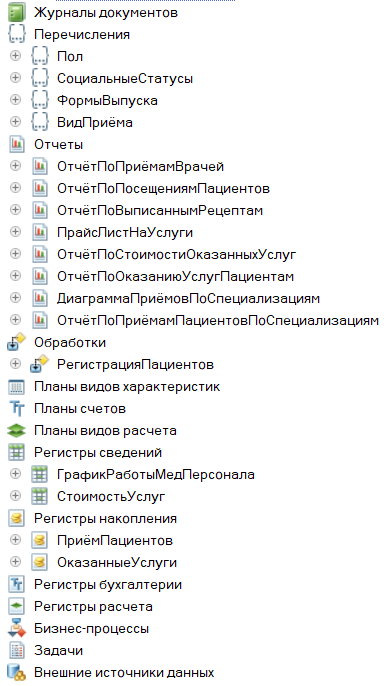 Журналы документов
Перечисления
Пол
СоциальныеСтатусы
ФормыВыпуска
ВидПриёма
Отчеты
ОтчётПоПриёмамВрачей
ОтчётПоПосещениямПациентов
ОтчётПоВыписаннымРецептам
ПрайсЛистНаУслуги
ОтчётПоСтоимостиОказанныхУслуг
ОтчётПоОказаниюУслугПациентам
ДиаграммаПриёмовПоСпециализациям
ОтчётПоПриёмамПациентовПоСпециализациям
Обработки
РегистрацияПациентов
Планы видов характеристик
Планы счетов
Планы видов расчета
Регистры сведений
ГрафикРаботыМедПерсонала
СтоимостьУслуг
Регистры накопления
ПриёмПациентов
ОказанныеУслуги
Регистры бухгалтерии
Регистры расчета
Бизнес-процессы
Задачи
Внешние источники данных